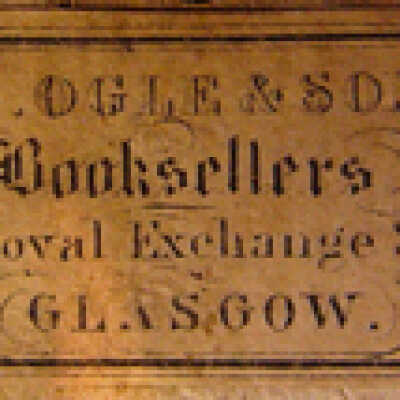 . OGLE & SO
Booksellers
oyal Exchange
GLASGOW.